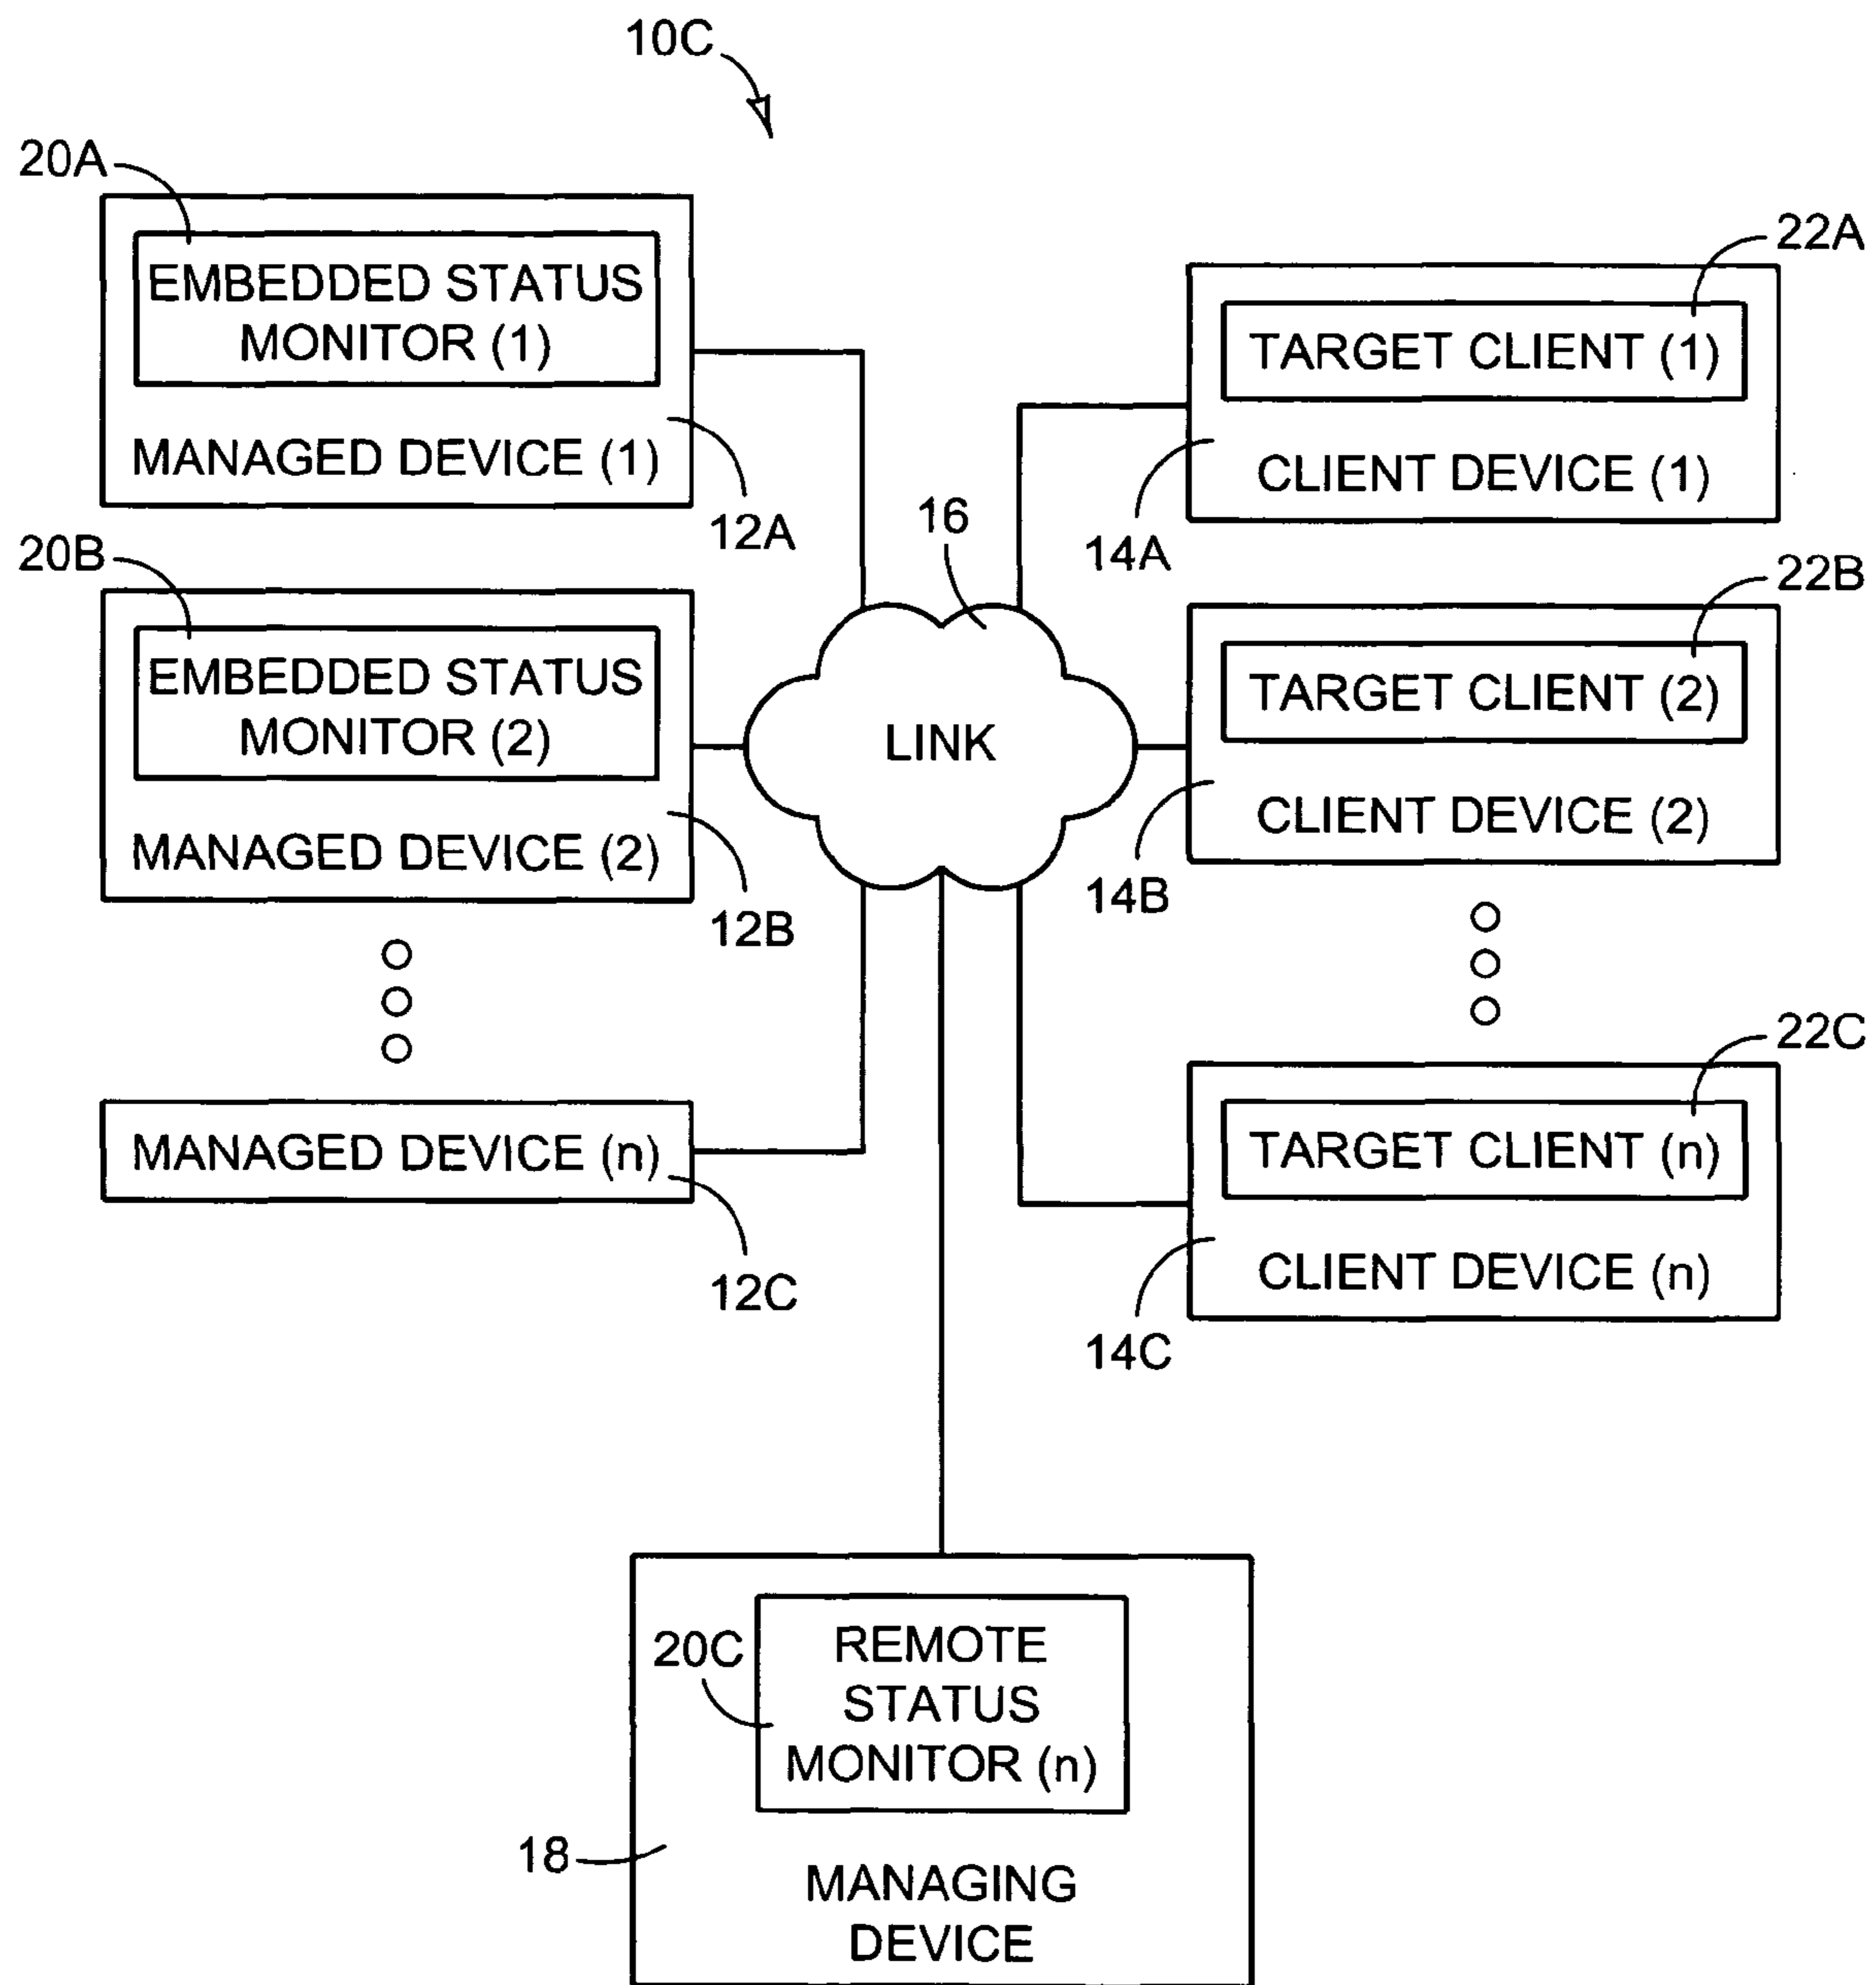 10C
20A
EMBEDDED STATUS
MONITOR (1)
MANAGED DEVICE (1)
12A
20B
EMBEDDED STATUS
MONITOR (2)
MANAGED DEVICE (2)
12B
MANAGED DEVICE (n)
12C
16
LINK
22A
TARGET CLIENT (1)
CLIENT DEVICE (1)
14A
22B
TARGET CLIENT (2)
CLIENT DEVICE (2)
14B
22C
TARGET CLIENT (n)
CLIENT DEVICE (n)
14C
20C
REMOTE
STATUS
MONITOR (n)
18
MANAGING
DEVICE